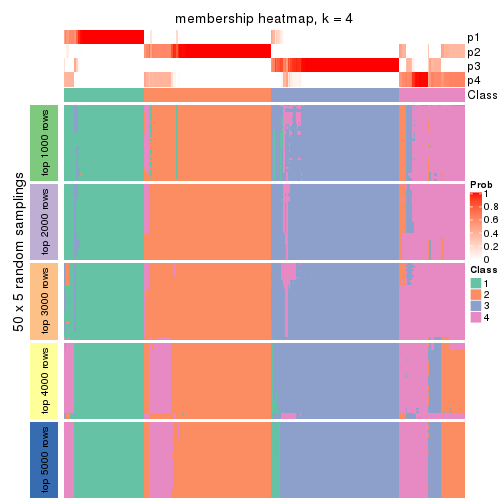 membership heatmap, k = 4
p1
p2
p3
p4
Class
50 x 5 random samplings
top 1000 rows
top 2000 rows
top 3000 rows
top 4000 rows
top 5000 rows
Prob
1
0.8
0.6
0.4
0.2
0
Class
1
2
3
4